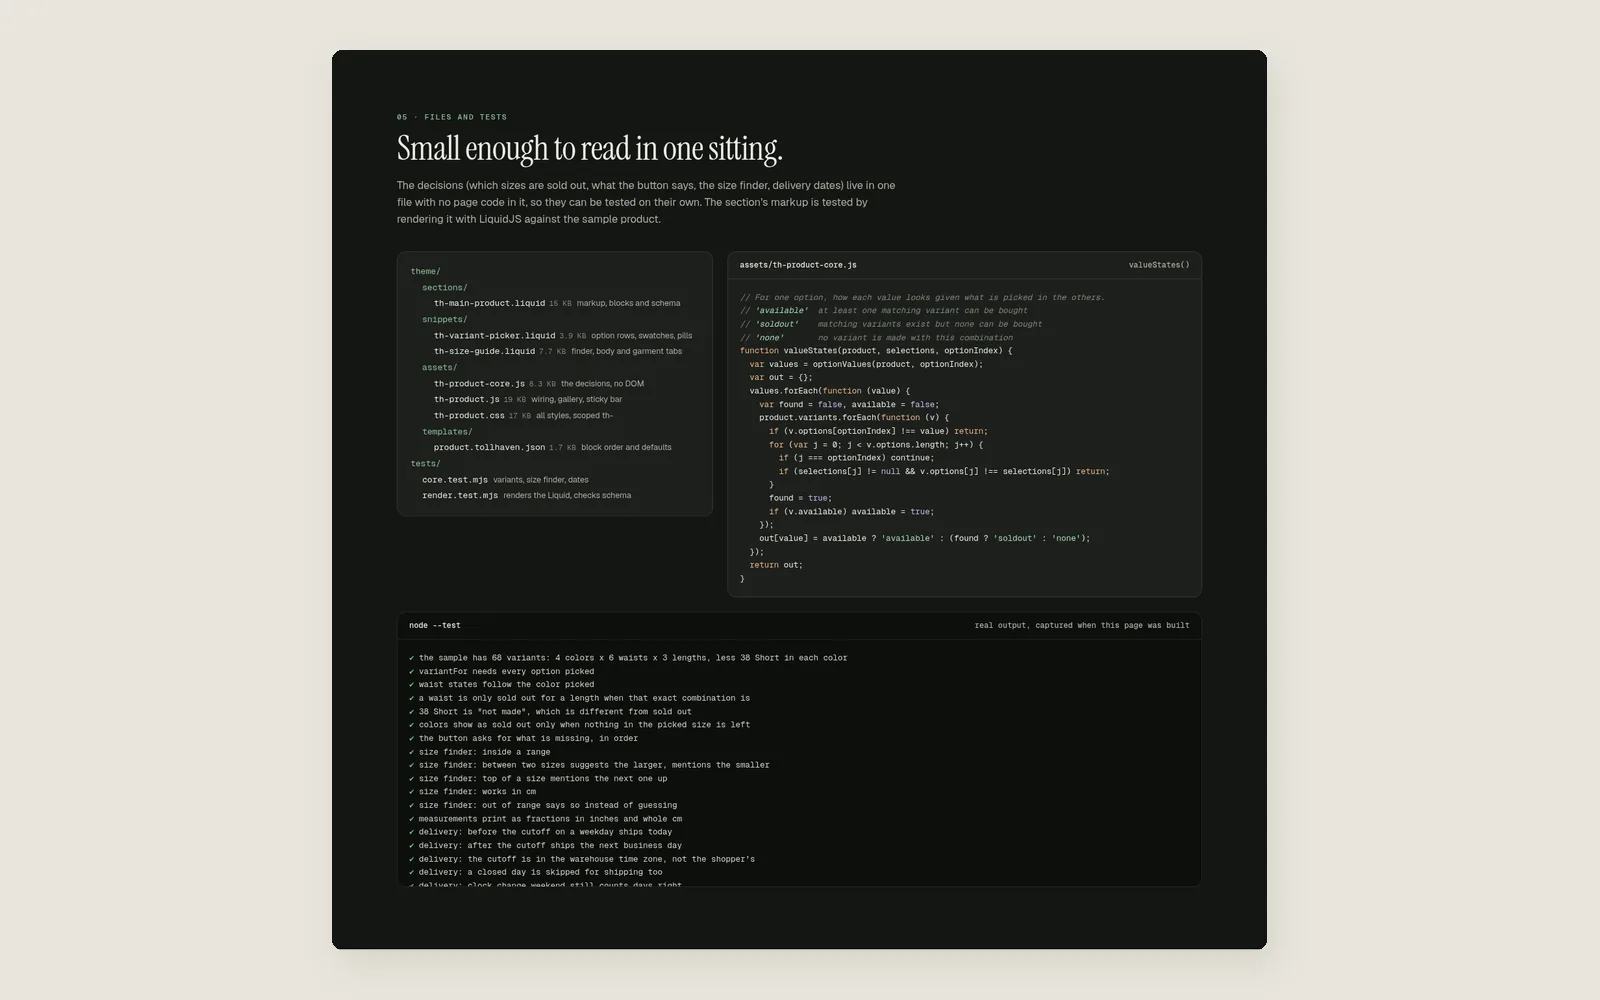 05 · FILES AND TESTS
Small enough to read in one sitting.
The decisions (which sizes are sold out, what the button says, the size finder, delivery dates) live in one
file with no page code in it, so they can be tested on their own. The section's markup is tested by
rendering it with LiquidJS against the sample product.
theme/
sections/
th-main-product.liquid 15 KB markup, blocks and schema
snippets/
th-variant-picker.liquid 3.9 KB option rows, swatches, pills
th-size-guide.liquid 7.7 KB finder, body and garment tabs
assets/
th-product-core.js 8.3 KB the decisions, no DOM
th-product.js 19 KB wiring, gallery, sticky bar
th-product.css 17 KB all styles, scoped th-
templates/
product.tollhaven.json 1.7 KB block order and defaults
tests/
core.test.mjs variants, size finder, dates
render.test.mjs renders the Liquid, checks schema
assets/th-product-core.js valueStates()
// For one option, how each value looks given what is picked in the others.
// 'available' at least one matching variant can be bought
// 'soldout' matching variants exist but none can be bought
// 'none' no variant is made with this combination
function valueStates(product, selections, optionIndex) {
var values = optionValues(product, optionIndex);
var out = {};
values.forEach(function (value) {
var found = false, available = false;
product.variants.forEach(function (v) {
if (v.options[optionIndex] !== value) return;
for (var j = 0; j < v.options.length; j++) {
if (j === optionIndex) continue;
if (selections[j] != null && v.options[j] !== selections[j]) return;
}
found = true;
if (v.available) available = true;
});
out[value] = available ? 'available' : (found ? 'soldout' : 'none');
});
return out;
}
node --test real output, captured when this page was built
✔ the sample has 68 variants: 4 colors x 6 waists x 3 lengths, less 38 Short in each color
✔ variantFor needs every option picked
✔ waist states follow the color picked
✔ a waist is only sold out for a length when that exact combination is
✔ 38 Short is "not made", which is different from sold out
✔ colors show as sold out only when nothing in the picked size is left
✔ the button asks for what is missing, in order
✔ size finder: inside a range
✔ size finder: between two sizes suggests the larger, mentions the smaller
✔ size finder: top of a size mentions the next one up
✔ size finder: works in cm
✔ size finder: out of range says so instead of guessing
✔ measurements print as fractions in inches and whole cm
✔ delivery: before the cutoff on a weekday ships today
✔ delivery: after the cutoff ships the next business day
✔ delivery: the cutoff is in the warehouse time zone, not the shopper's
✔ delivery: a closed day is skipped for shipping too
✔ delivery: clock change weekend still counts days right